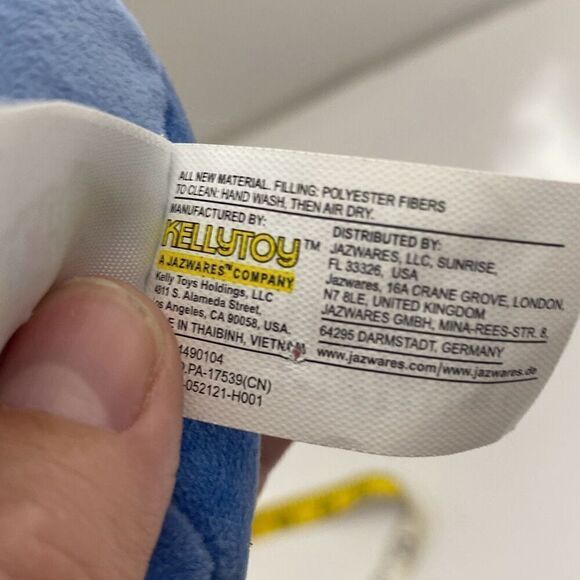 ALL NEW MATERIAL. FILLING: POLYESTER FIBERS
TO CLEAN: HAND WASH, THEN AIR DRY.
MANUFACTURED BY:
KELLYTOY™
A JAZWARES™ COMPANY
Kelly Toys Holdings, LLC
4811 S. Alameda Street,
Los Angeles, CA 90058, USA.
IN THAIBINH, VIETNAM
4490104
PA-17539(CN)
-052121-H001
DISTRIBUTED BY:
JAZWARES, LLC, SUNRISE,
FL 33326, USA
Jazwares, 16A CRANE GROVE, LONDON,
N7 8LE, UNITED KINGDOM
JAZWARES GMBH, MINA-REES-STR. 8,
64295 DARMSTADT, GERMANY
www.jazwares.com/www.jazwares.de